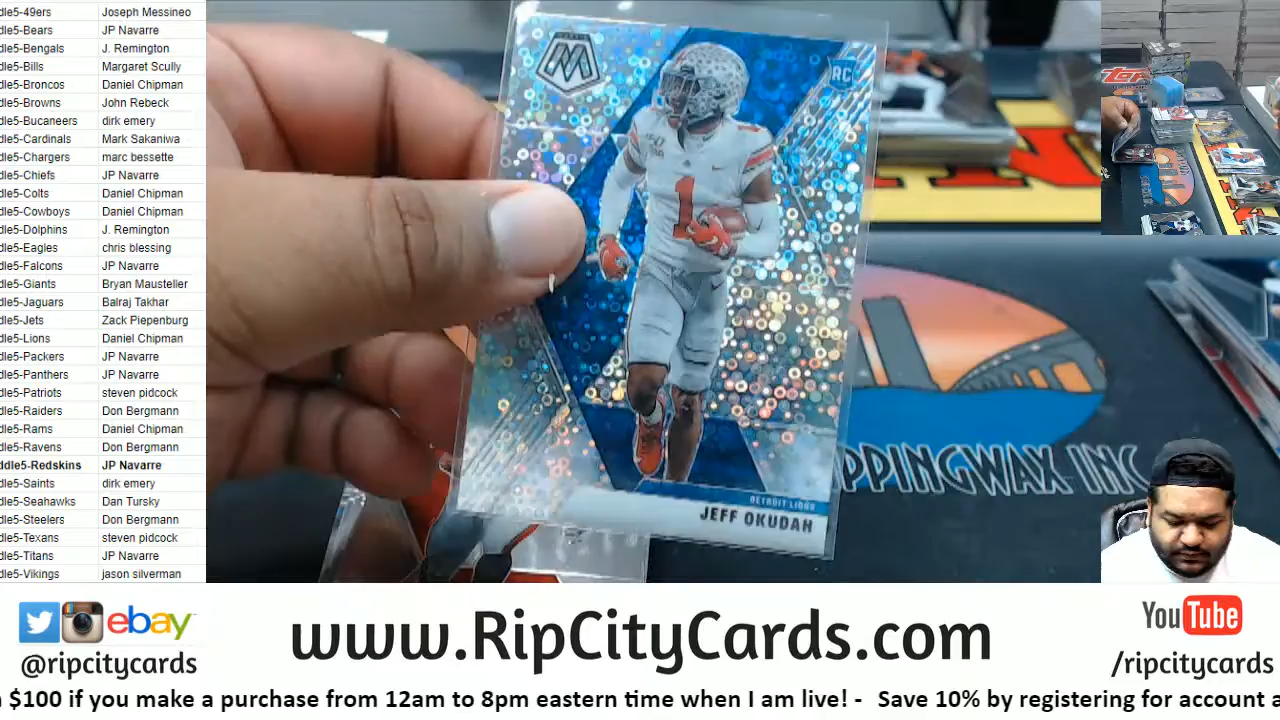 dle5-49ers Joseph Messineo
dle5-Bears JP Navarre
dle5-Bengals J. Remington
dle5-Bills Margaret Scully
dle5-Broncos Daniel Chipman
dle5-Browns John Rebeck
dle5-Bucaneers dirk emery
dle5-Cardinals Mark Sakaniwa
dle5-Chargers marc bessette
dle5-Chiefs JP Navarre
dle5-Colts Daniel Chipman
dle5-Cowboys Daniel Chipman
dle5-Dolphins J. Remington
dle5-Eagles chris blessing
dle5-Falcons JP Navarre
dle5-Giants Bryan Mausteller
dle5-Jaguars Balraj Takhar
dle5-Jets Zack Piepenburg
dle5-Lions Daniel Chipman
dle5-Packers JP Navarre
dle5-Panthers JP Navarre
dle5-Patriots steven pidcock
dle5-Raiders Don Bergmann
dle5-Rams Daniel Chipman
dle5-Ravens Don Bergmann
ddle5-Redskins JP Navarre
dle5-Saints dirk emery
dle5-Seahawks Dan Tursky
dle5-Steelers Don Bergmann
dle5-Texans steven pidcock
dle5-Titans JP Navarre
dle5-Vikings jason silverman
RC
1
DETROIT LIONS
JEFF OKUDAH
PPINGWAX INC
topps
ebay
@ripcitycards
www.RipCityCards.com
YouTube
/ripcitycards
$100 if you make a purchase from 12am to 8pm eastern time when I am live! - Save 10% by registering for account a